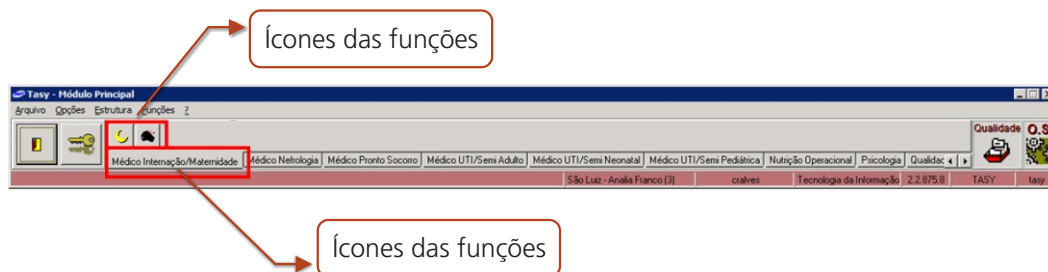 Ícones das funções
Tasy - Módulo Principal
Arquivo Opções Estrutura Funções ?
Qualidade O.S
Médico Internação/Maternidade Médico Nefrologia Médico Pronto Socorro Médico UTI/Semi Adulto Médico UTI/Semi Neonatal Médico UTI/Semi Pediátrica Nutrição Operacional Psicologia Qualidac
São Luiz - Analia Franco (3) cralves Tecnologia da Informação 2.2.875.8 TASY tasy
Ícones das funções